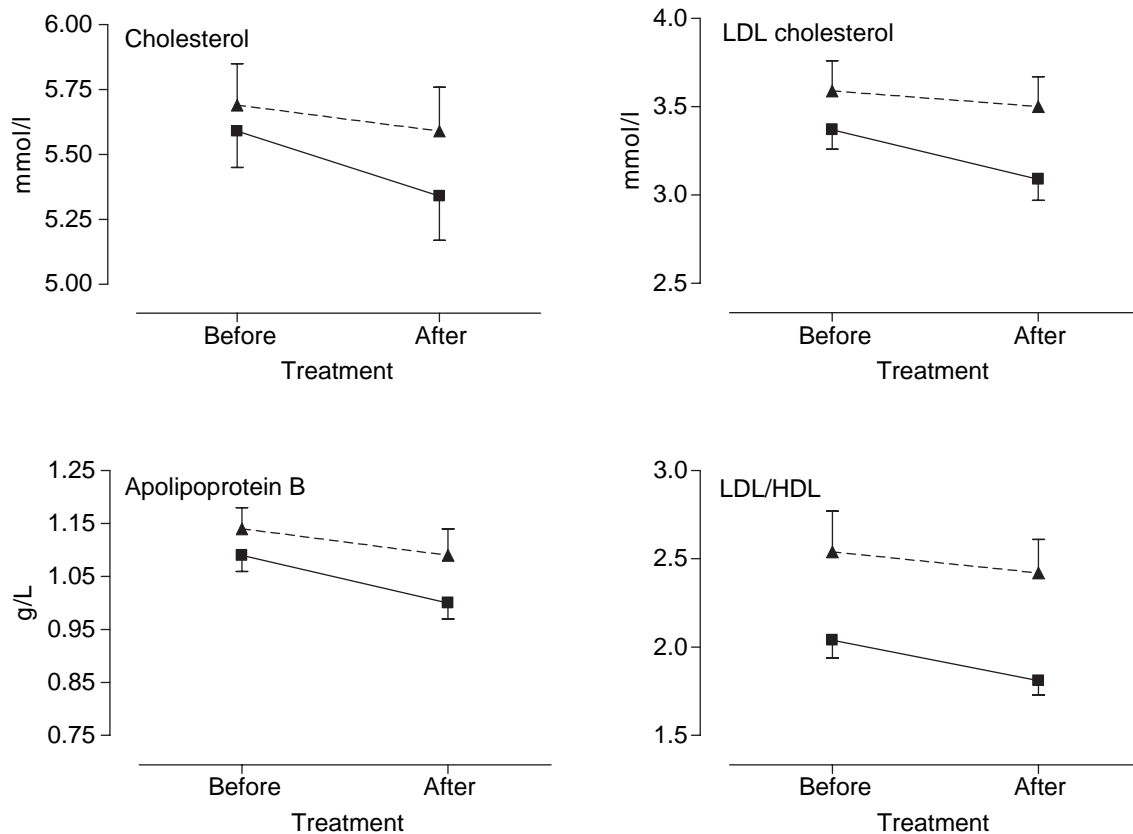 Cholesterol
mmol/l
6.00
5.75
5.50
5.25
5.00
Before After
Treatment
LDL cholesterol
mmol/l
4.0
3.5
3.0
2.5
Before After
Treatment
Apolipoprotein B
g/L
1.25
1.15
1.05
0.95
0.85
0.75
Before After
Treatment
LDL/HDL
3.0
2.5
2.0
1.5
Before After
Treatment